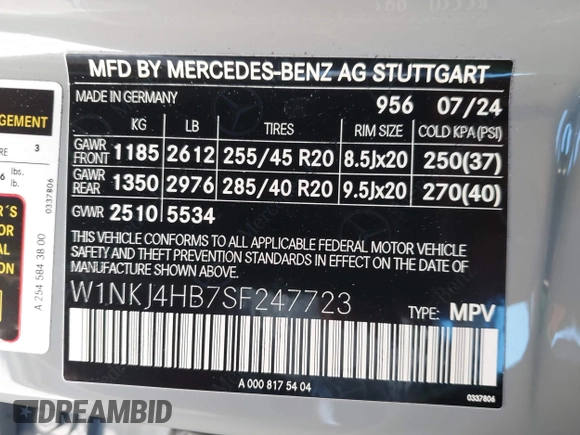 MFD BY MERCEDES-BENZ AG STUTTGART
MADE IN GERMANY 956 07/24
KG LB TIRES RIM SIZE COLD KPA(PSI)
GAWR FRONT 1185 2612 255/45 R20 8.5Jx20 250(37)
GAWR REAR 1350 2976 285/40 R20 9.5Jx20 270(40)
GVWR 2510 5534
THIS VEHICLE CONFORMS TO ALL APPLICABLE FEDERAL MOTOR VEHICLE
SAFETY AND THEFT PREVENTION STANDARDS IN EFFECT ON THE DATE OF
MANUFACTURE SHOWN ABOVE.
W1NKJ4HB7SF247723 TYPE: MPV
A 000 817 54 04 0337806
GEMENT
3
lbs.
lb.
0337806
R´S
A 254 584 38 00
DREAMBID